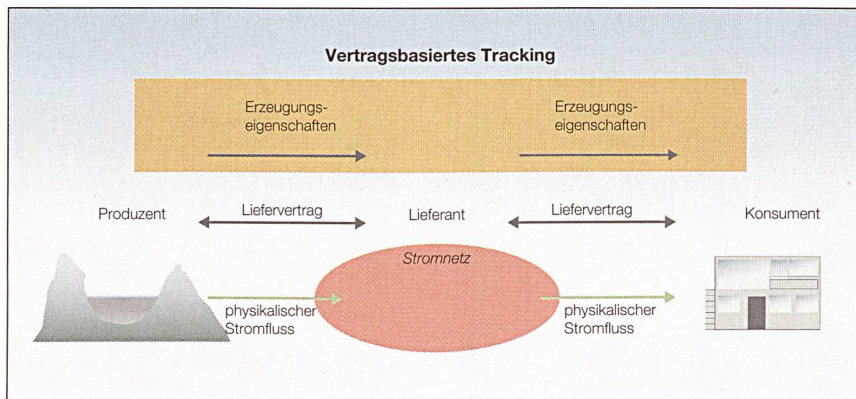 Vertragsbasiertes Tracking
Erzeugungs-
eigenschaften
Erzeugungs-
eigenschaften
Produzent
Liefervertrag
Lieferant
Liefervertrag
Konsument
Stromnetz
physikalischer
Stromfluss
physikalischer
Stromfluss